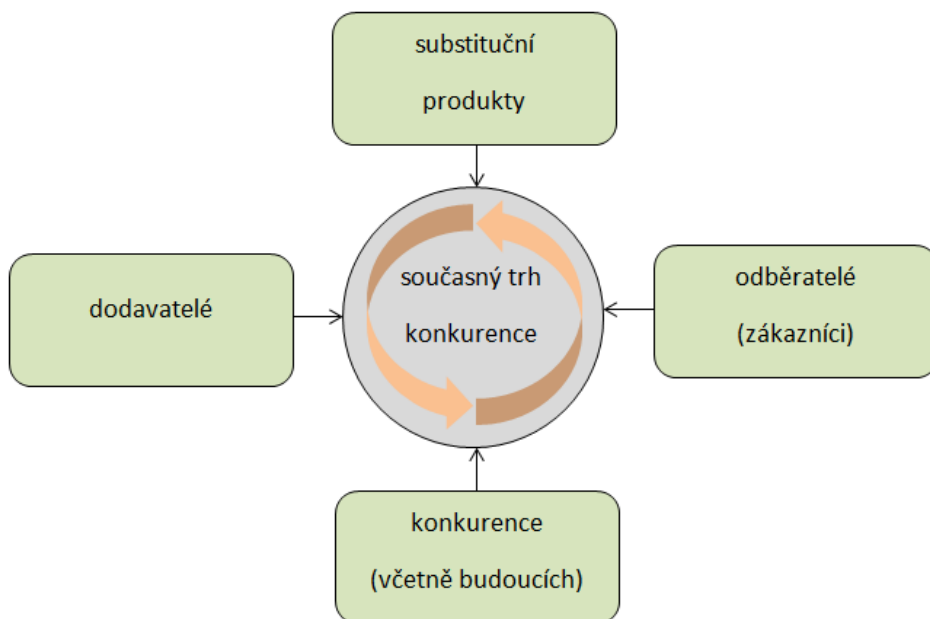 substituční
produkty
dodavatelé
současný trh
konkurence
odběratelé
(zákazníci)
konkurence
(včetně budoucích)